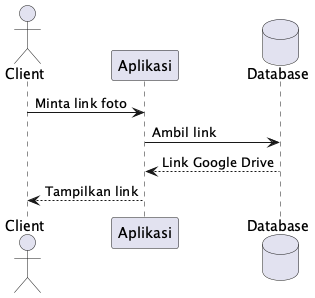 Client
Aplikasi
Database
Minta link foto
Ambil link
Link Google Drive
Tampilkan link
Client
Aplikasi
Database